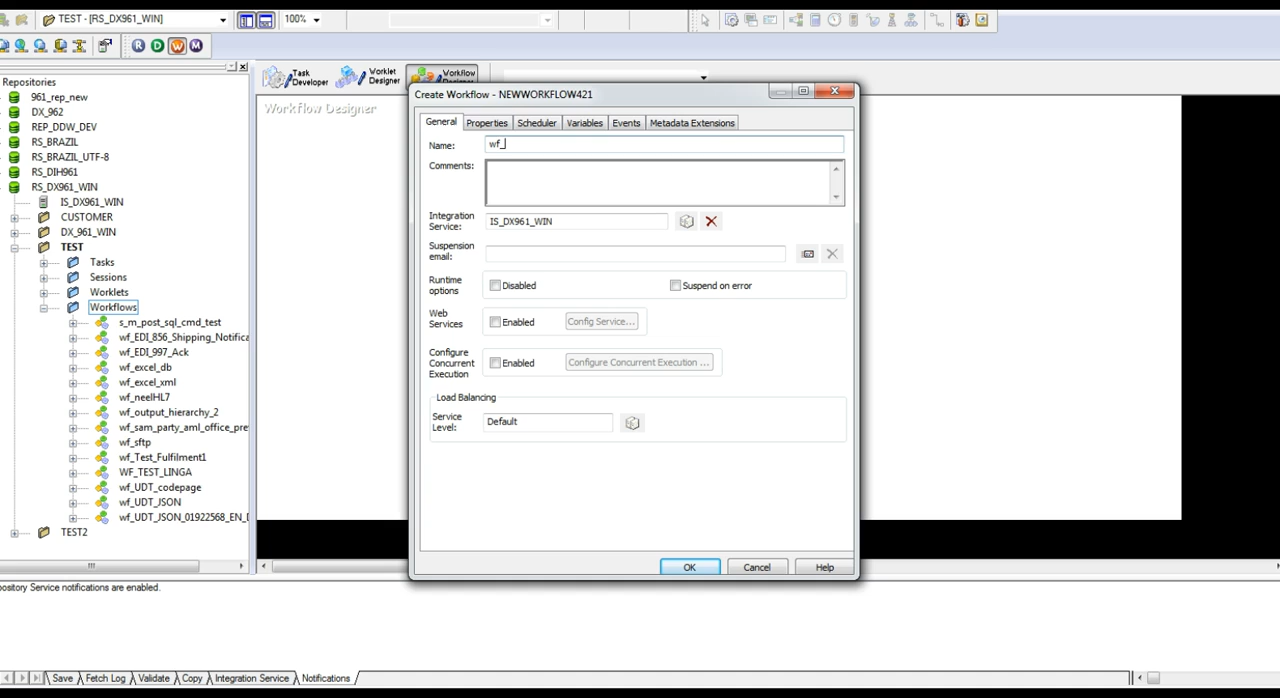 TEST - [RS_DX961_WIN]
100%
R D W M
Repositories
961_rep_new
DX_962
REP_DDW_DEV
RS_BRAZIL
RS_BRAZIL_UTF-8
RS_DIH961
RS_DX961_WIN
IS_DX961_WIN
CUSTOMER
DX_961_WIN
TEST
Tasks
Sessions
Worklets
Workflows
s_m_post_sql_cmd_test
wf_EDI_856_Shipping_Notifica
wf_EDI_997_Ack
wf_excel_db
wf_excel_xml
wf_neelHL7
wf_output_hierarchy_2
wf_sam_party_aml_office_pre
wf_sftp
wf_Test_Fulfilment1
WF_TEST_LINGA
wf_UDT_codepage
wf_UDT_JSON
wf_UDT_JSON_01922568_EN_D
TEST2
Task
Developer
Worklet
Designer
Workflow
Workflow Designer
Create Workflow - NEWWORKFLOW421
General Properties Scheduler Variables Events Metadata Extensions
Name: wf_
Comments:
Integration
Service: IS_DX961_WIN
Suspension
email:
Runtime
options Disabled Suspend on error
Web
Services Enabled Config Service...
Configure
Concurrent
Execution Enabled Configure Concurrent Execution ...
Load Balancing
Service
Level: Default
OK Cancel Help
pository Service notifications are enabled.
Save Fetch Log Validate Copy Integration Service Notifications